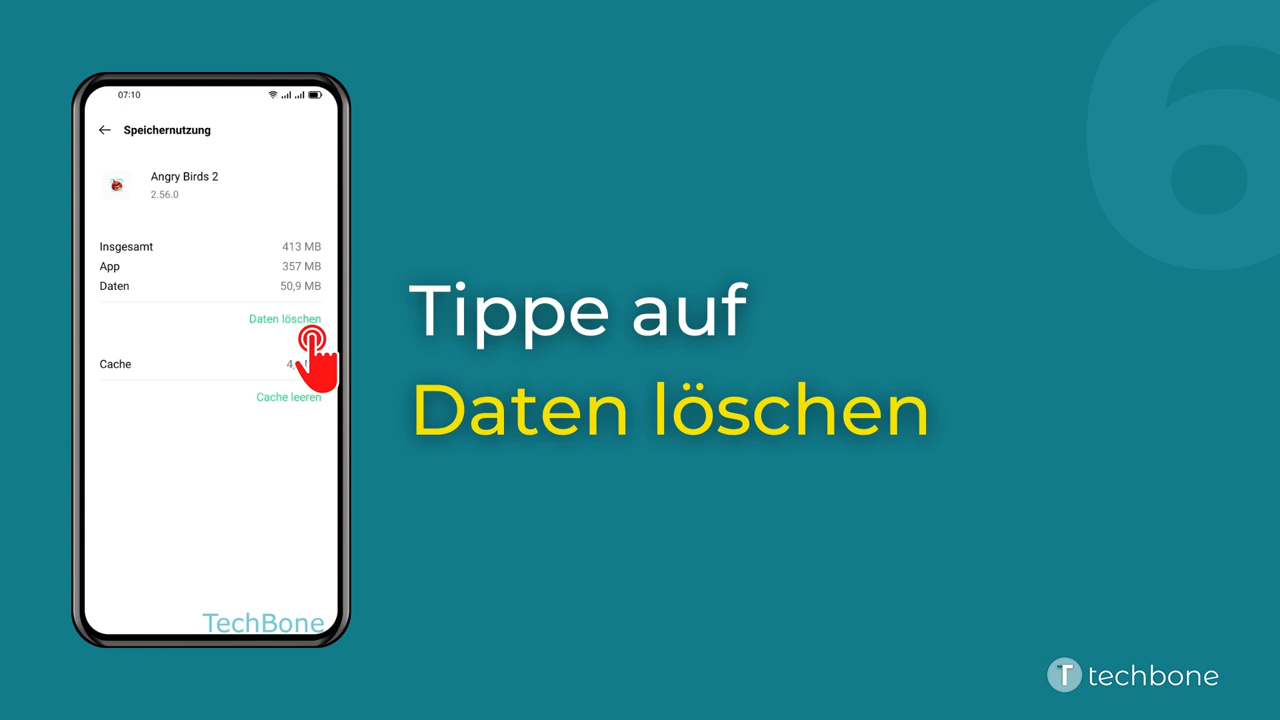 6
07:10
Speichernutzung
Angry Birds 2
2.56.0
Insgesamt 413 MB
App 357 MB
Daten 50,9 MB
Daten löschen
Cache
Cache leeren
TechBone
Tippe auf
Daten löschen
T techbone